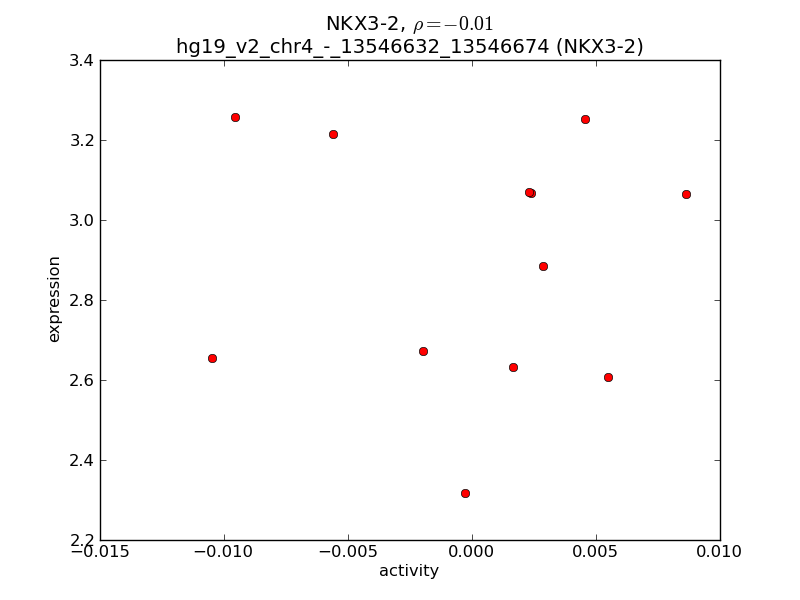 NKX3-2, ρ=−0.01
hg19_v2_chr4_-_13546632_13546674 (NKX3-2)
3.4
3.2
3.0
2.8
2.6
2.4
2.2
expression
−0.015 −0.010 −0.005 0.000 0.005 0.010
activity